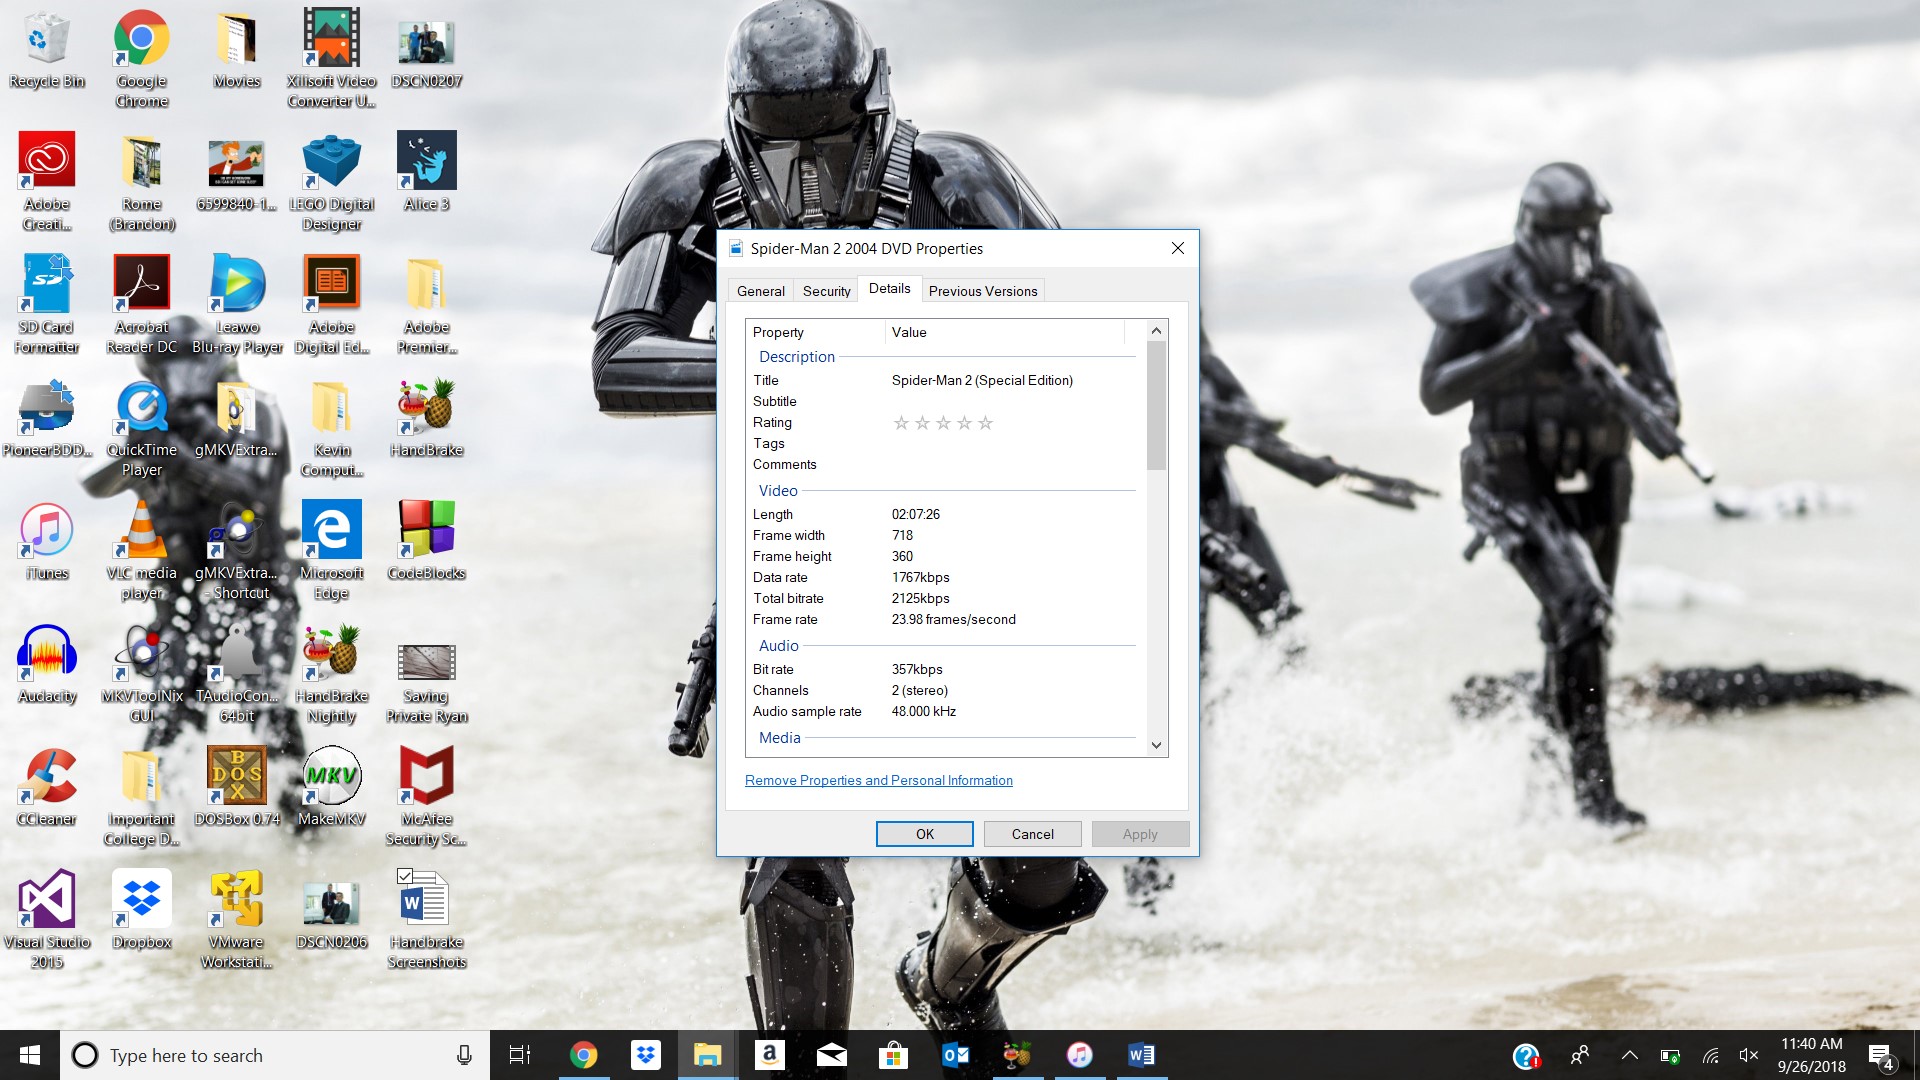 Recycle Bin
Google
Chrome
Movies
Xilisoft Video
Converter U...
DSCN0207
Adobe
Creati...
Rome
(Brandon)
6599840-1...
LEGO Digital
Designer
Alice 3
SD Card
Formatter
Acrobat
Reader DC
Leawo
Blu-ray Player
Adobe
Digital Ed...
Adobe
Premier...
PioneerBDD...
QuickTime
Player
gMKVExtra...
Kevin
Comput...
HandBrake
iTunes
VLC media
player
gMKVExtra...
- Shortcut
Microsoft
Edge
CodeBlocks
Audacity
MKVToolNix
GUI
TAudioCon...
64bit
HandBrake
Nightly
Saving
Private Ryan
CCleaner
Important
College D...
DOSBox 0.74
MakeMKV
McAfee
Security Sc...
Visual Studio
2015
Dropbox
VMware
Workstati...
DSCN0206
Handbrake
Screenshots
Spider-Man 2 2004 DVD Properties
General
Security
Details
Previous Versions
Property Value
Description
Title Spider-Man 2 (Special Edition)
Subtitle
Rating
Tags
Comments
Video
Length 02:07:26
Frame width 718
Frame height 360
Data rate 1767kbps
Total bitrate 2125kbps
Frame rate 23.98 frames/second
Audio
Bit rate 357kbps
Channels 2 (stereo)
Audio sample rate 48.000 kHz
Media
Remove Properties and Personal Information
OK
Cancel
Apply
Type here to search
11:40 AM
9/26/2018
4